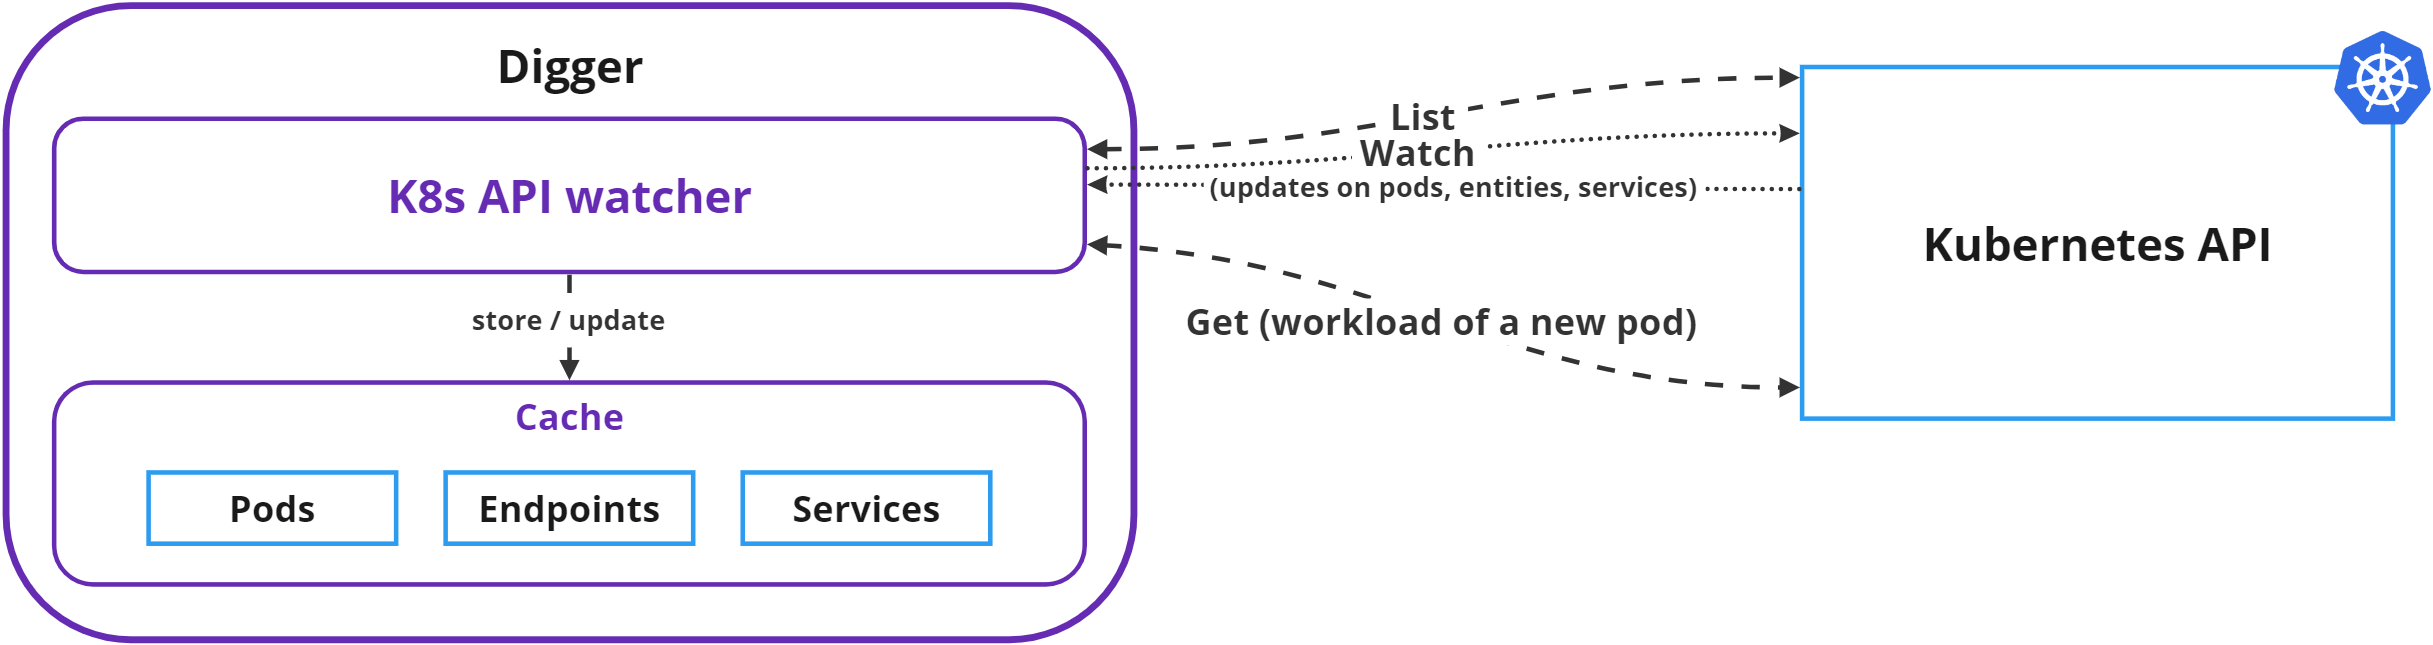 Digger
K8s API watcher
store / update
Cache
Pods
Endpoints
Services
List
Watch
(updates on pods, entities, services)
Get (workload of a new pod)
Kubernetes API